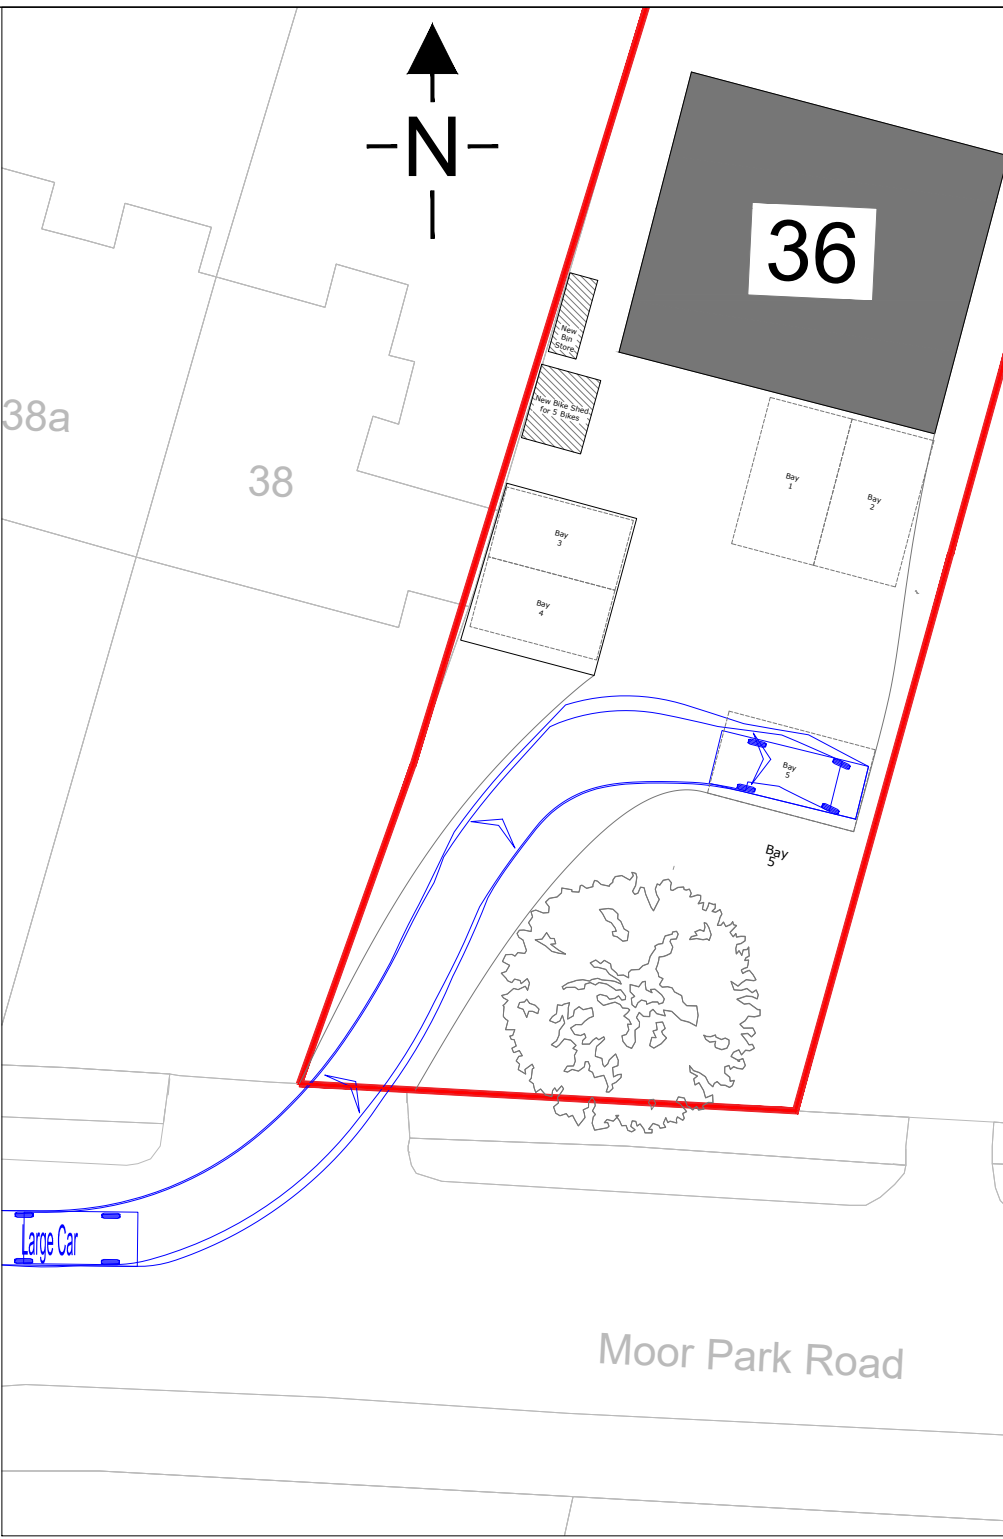 N
36
New
Bin
Store
New Bike Shed
for 5 Bikes
38a
38
Bay
1
Bay
2
Bay
3
Bay
4
Bay
5
Bay
5
Large Car
Moor Park Road